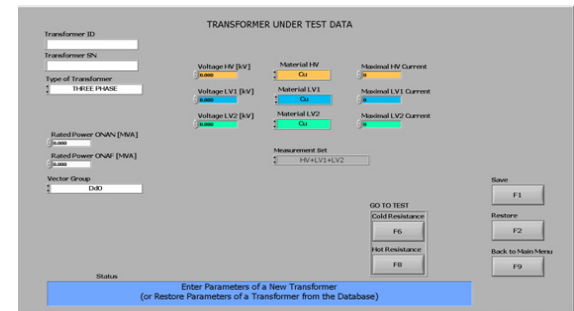 TRANSFORMER UNDER TEST DATA
Transformer ID
Transformer SN
Type of Transformer
THREE PHASE
Voltage HV [kV]
0.000
Material HV
Cu
Maximal HV Current
0
Voltage LV1 [kV]
0.000
Material LV1
Cu
Maximal LV1 Current
0
Voltage LV2 [kV]
0.000
Material LV2
Cu
Maximal LV2 Current
0
Rated Power ONAN [MVA]
0.000
Rated Power ONAF [MVA]
0.000
Measurement Bet
HV+LV1+LV2
Vector Group
Dd0
GO TO TEST
Cold Resistance
F6
Hot Resistance
F8
Save
F1
Restore
F2
Back to Main Menu
F9
Status
Enter Parameters of a New Transformer
(or Restore Parameters of a Transformer from the Database)